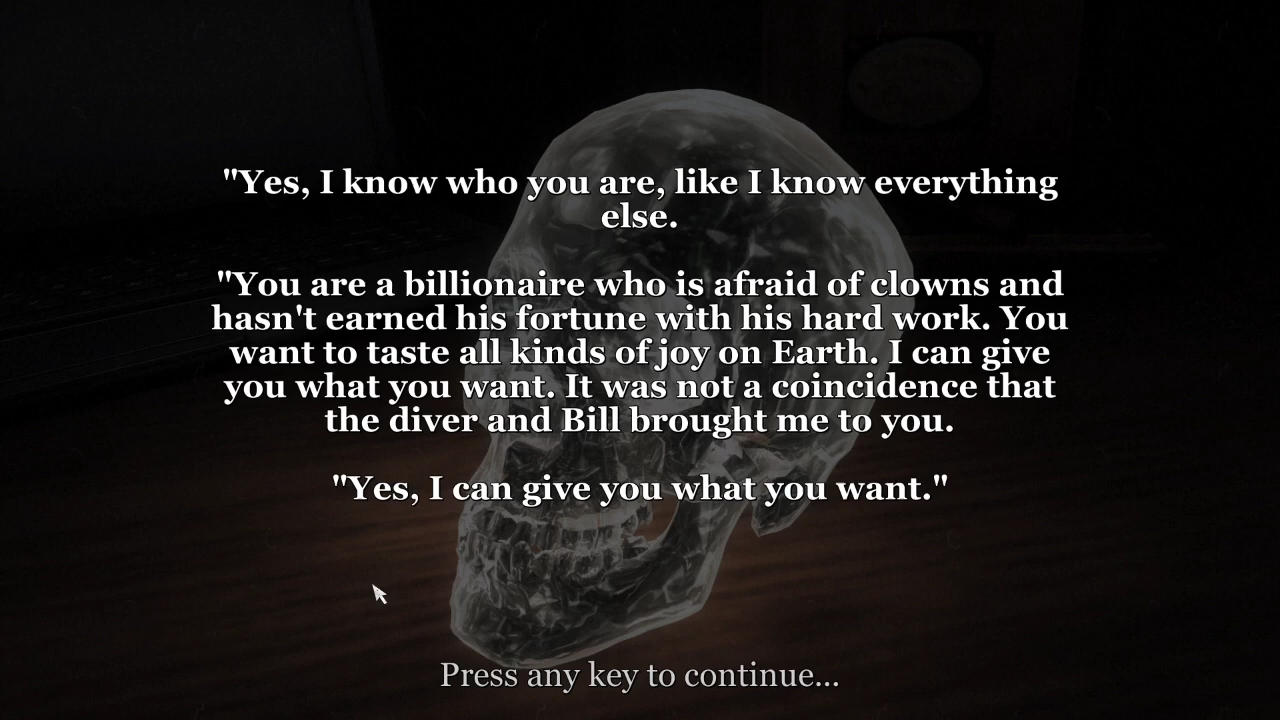 "Yes, I know who you are, like I know everything
else.
"You are a billionaire who is afraid of clowns and
hasn't earned his fortune with his hard work. You
want to taste all kinds of joy on Earth. I can give
you what you want. It was not a coincidence that
the diver and Bill brought me to you.
"Yes, I can give you what you want."
Press any key to continue...